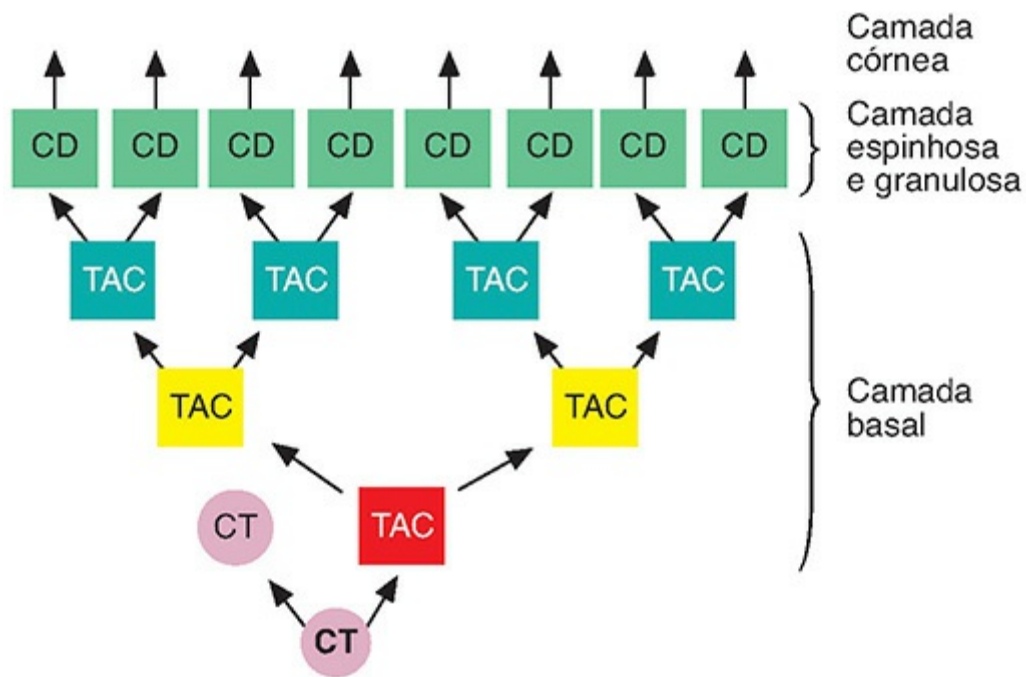 Camada
córnea
CD CD CD CD CD CD CD CD
Camada
espinhosa
e granulosa
TAC TAC TAC TAC
TAC TAC
Camada
basal
CT TAC
CT